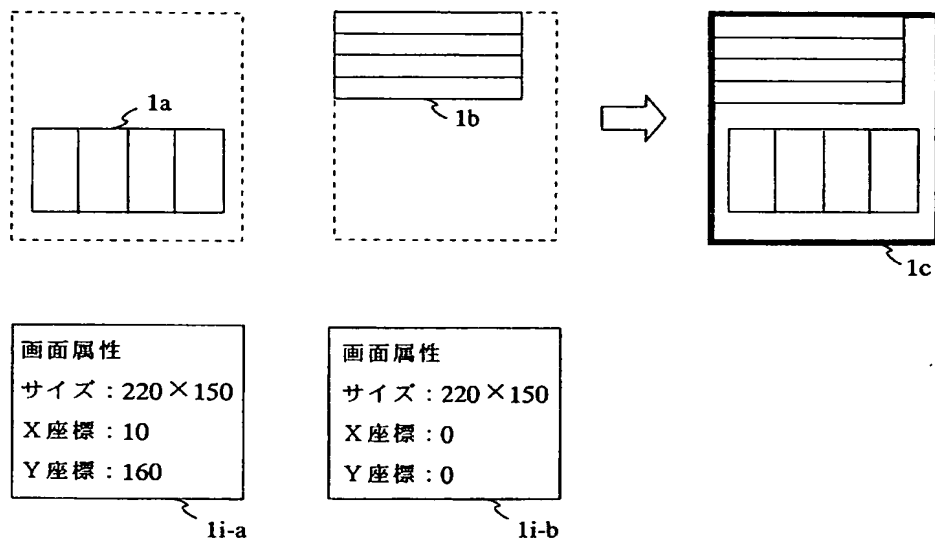 1a
1b
1c
画面属性
サイズ：220×150
X座標：10
Y座標：160
1i-a
画面属性
サイズ：220×150
X座標：0
Y座標：0
1i-b